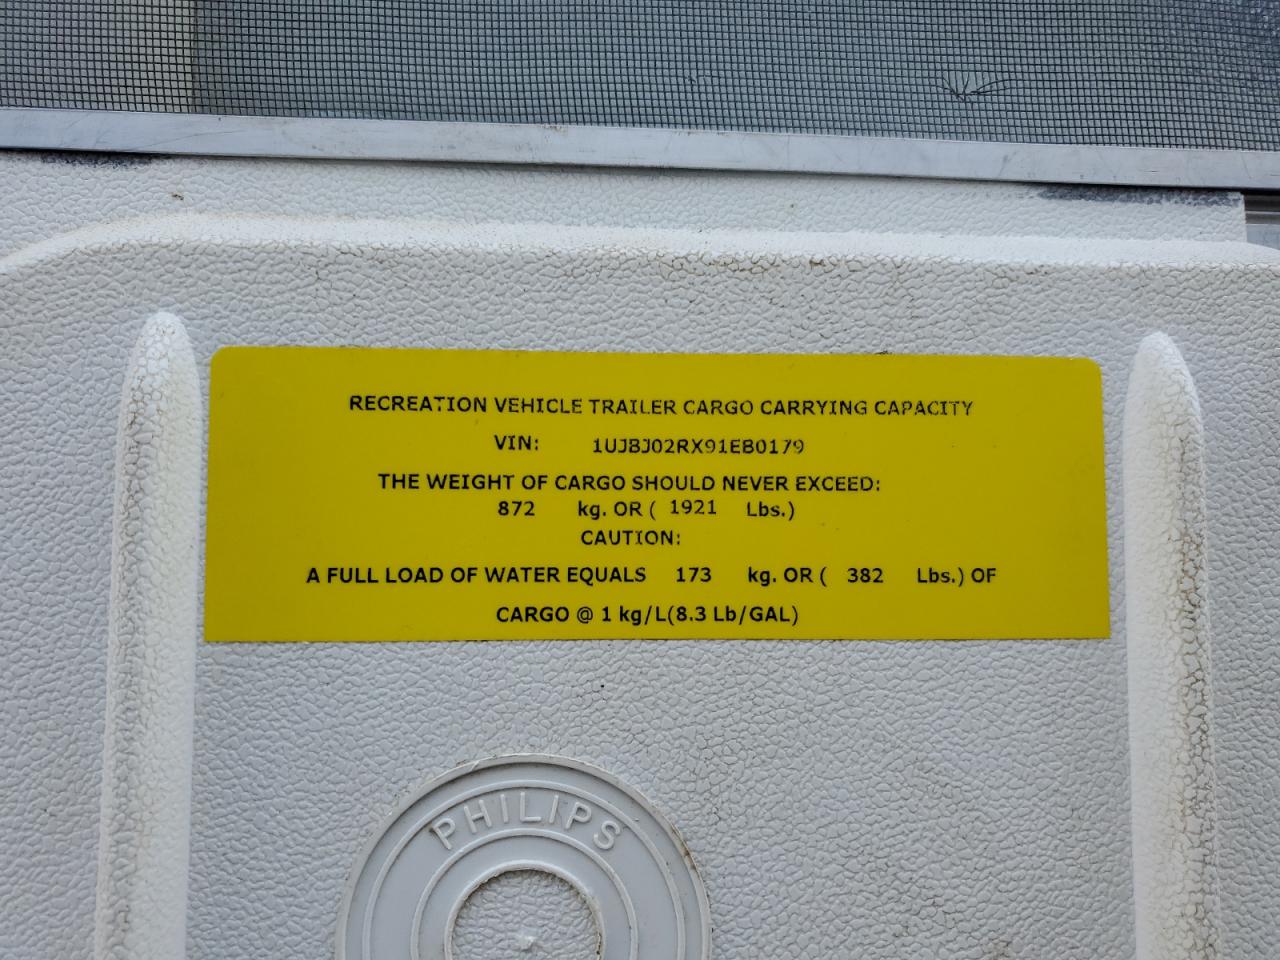 RECREATION VEHICLE TRAILER CARGO CARRYING CAPACITY
VIN: 1UJBJ02RX91EB0179
THE WEIGHT OF CARGO SHOULD NEVER EXCEED:
872 kg. OR ( 1921 Lbs.)
CAUTION:
A FULL LOAD OF WATER EQUALS 173 kg. OR ( 382 Lbs.) OF
CARGO @ 1 kg/L(8.3 Lb/GAL)
PHILIPS